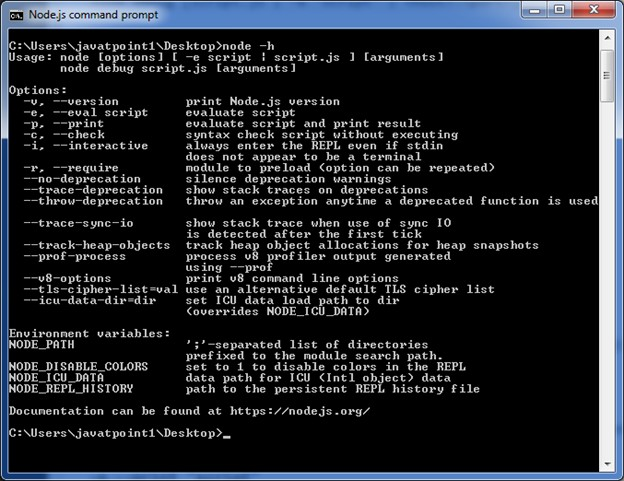 Node.js command prompt
C:\Users\javatpoint1\Desktop>node -h
Usage: node [options] [ -e script | script.js ] [arguments]
       node debug script.js [arguments]
Options:
  -v, --version         print Node.js version
  -e, --eval script     evaluate script
  -p, --print           evaluate script and print result
  -c, --check           syntax check script without executing
  -i, --interactive     always enter the REPL even if stdin
                        does not appear to be a terminal
  -r, --require         module to preload (option can be repeated)
  --no-deprecation      silence deprecation warnings
  --trace-deprecation   show stack traces on deprecations
  --throw-deprecation   throw an exception anytime a deprecated function is used
  --trace-sync-io       show stack trace when use of sync IO
                        is detected after the first tick
  --track-heap-objects  track heap object allocations for heap snapshots
  --prof-process        process v8 profiler output generated
                        using --prof
  --v8-options          print v8 command line options
  --tls-cipher-list=val use an alternative default TLS cipher list
  --icu-data-dir=dir    set ICU data load path to dir
                        (overrides NODE_ICU_DATA)
Environment variables:
NODE_PATH               ';'-separated list of directories
                        prefixed to the module search path.
NODE_DISABLE_COLORS     set to 1 to disable colors in the REPL
NODE_ICU_DATA           data path for ICU (Intl object) data
NODE_REPL_HISTORY       path to the persistent REPL history file
Documentation can be found at https://nodejs.org/
C:\Users\javatpoint1\Desktop>_